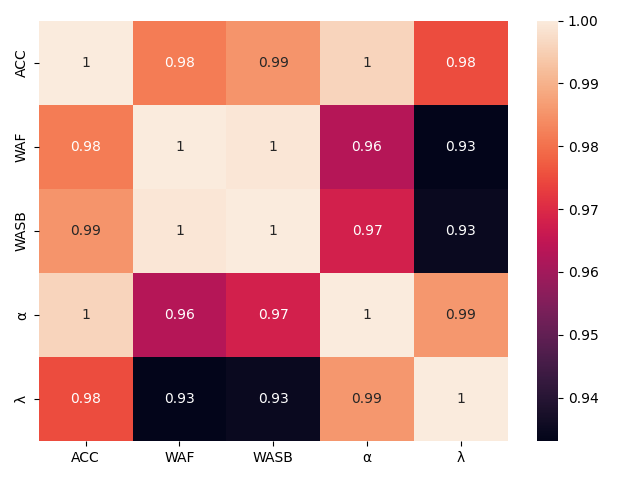 ACC 1 0.98 0.99 1 0.98
WAF 0.98 1 1 0.96 0.93
WASB 0.99 1 1 0.97 0.93
α 1 0.96 0.97 1 0.99
λ 0.98 0.93 0.93 0.99 1
ACC WAF WASB α λ
1.00
0.99
0.98
0.97
0.96
0.95
0.94